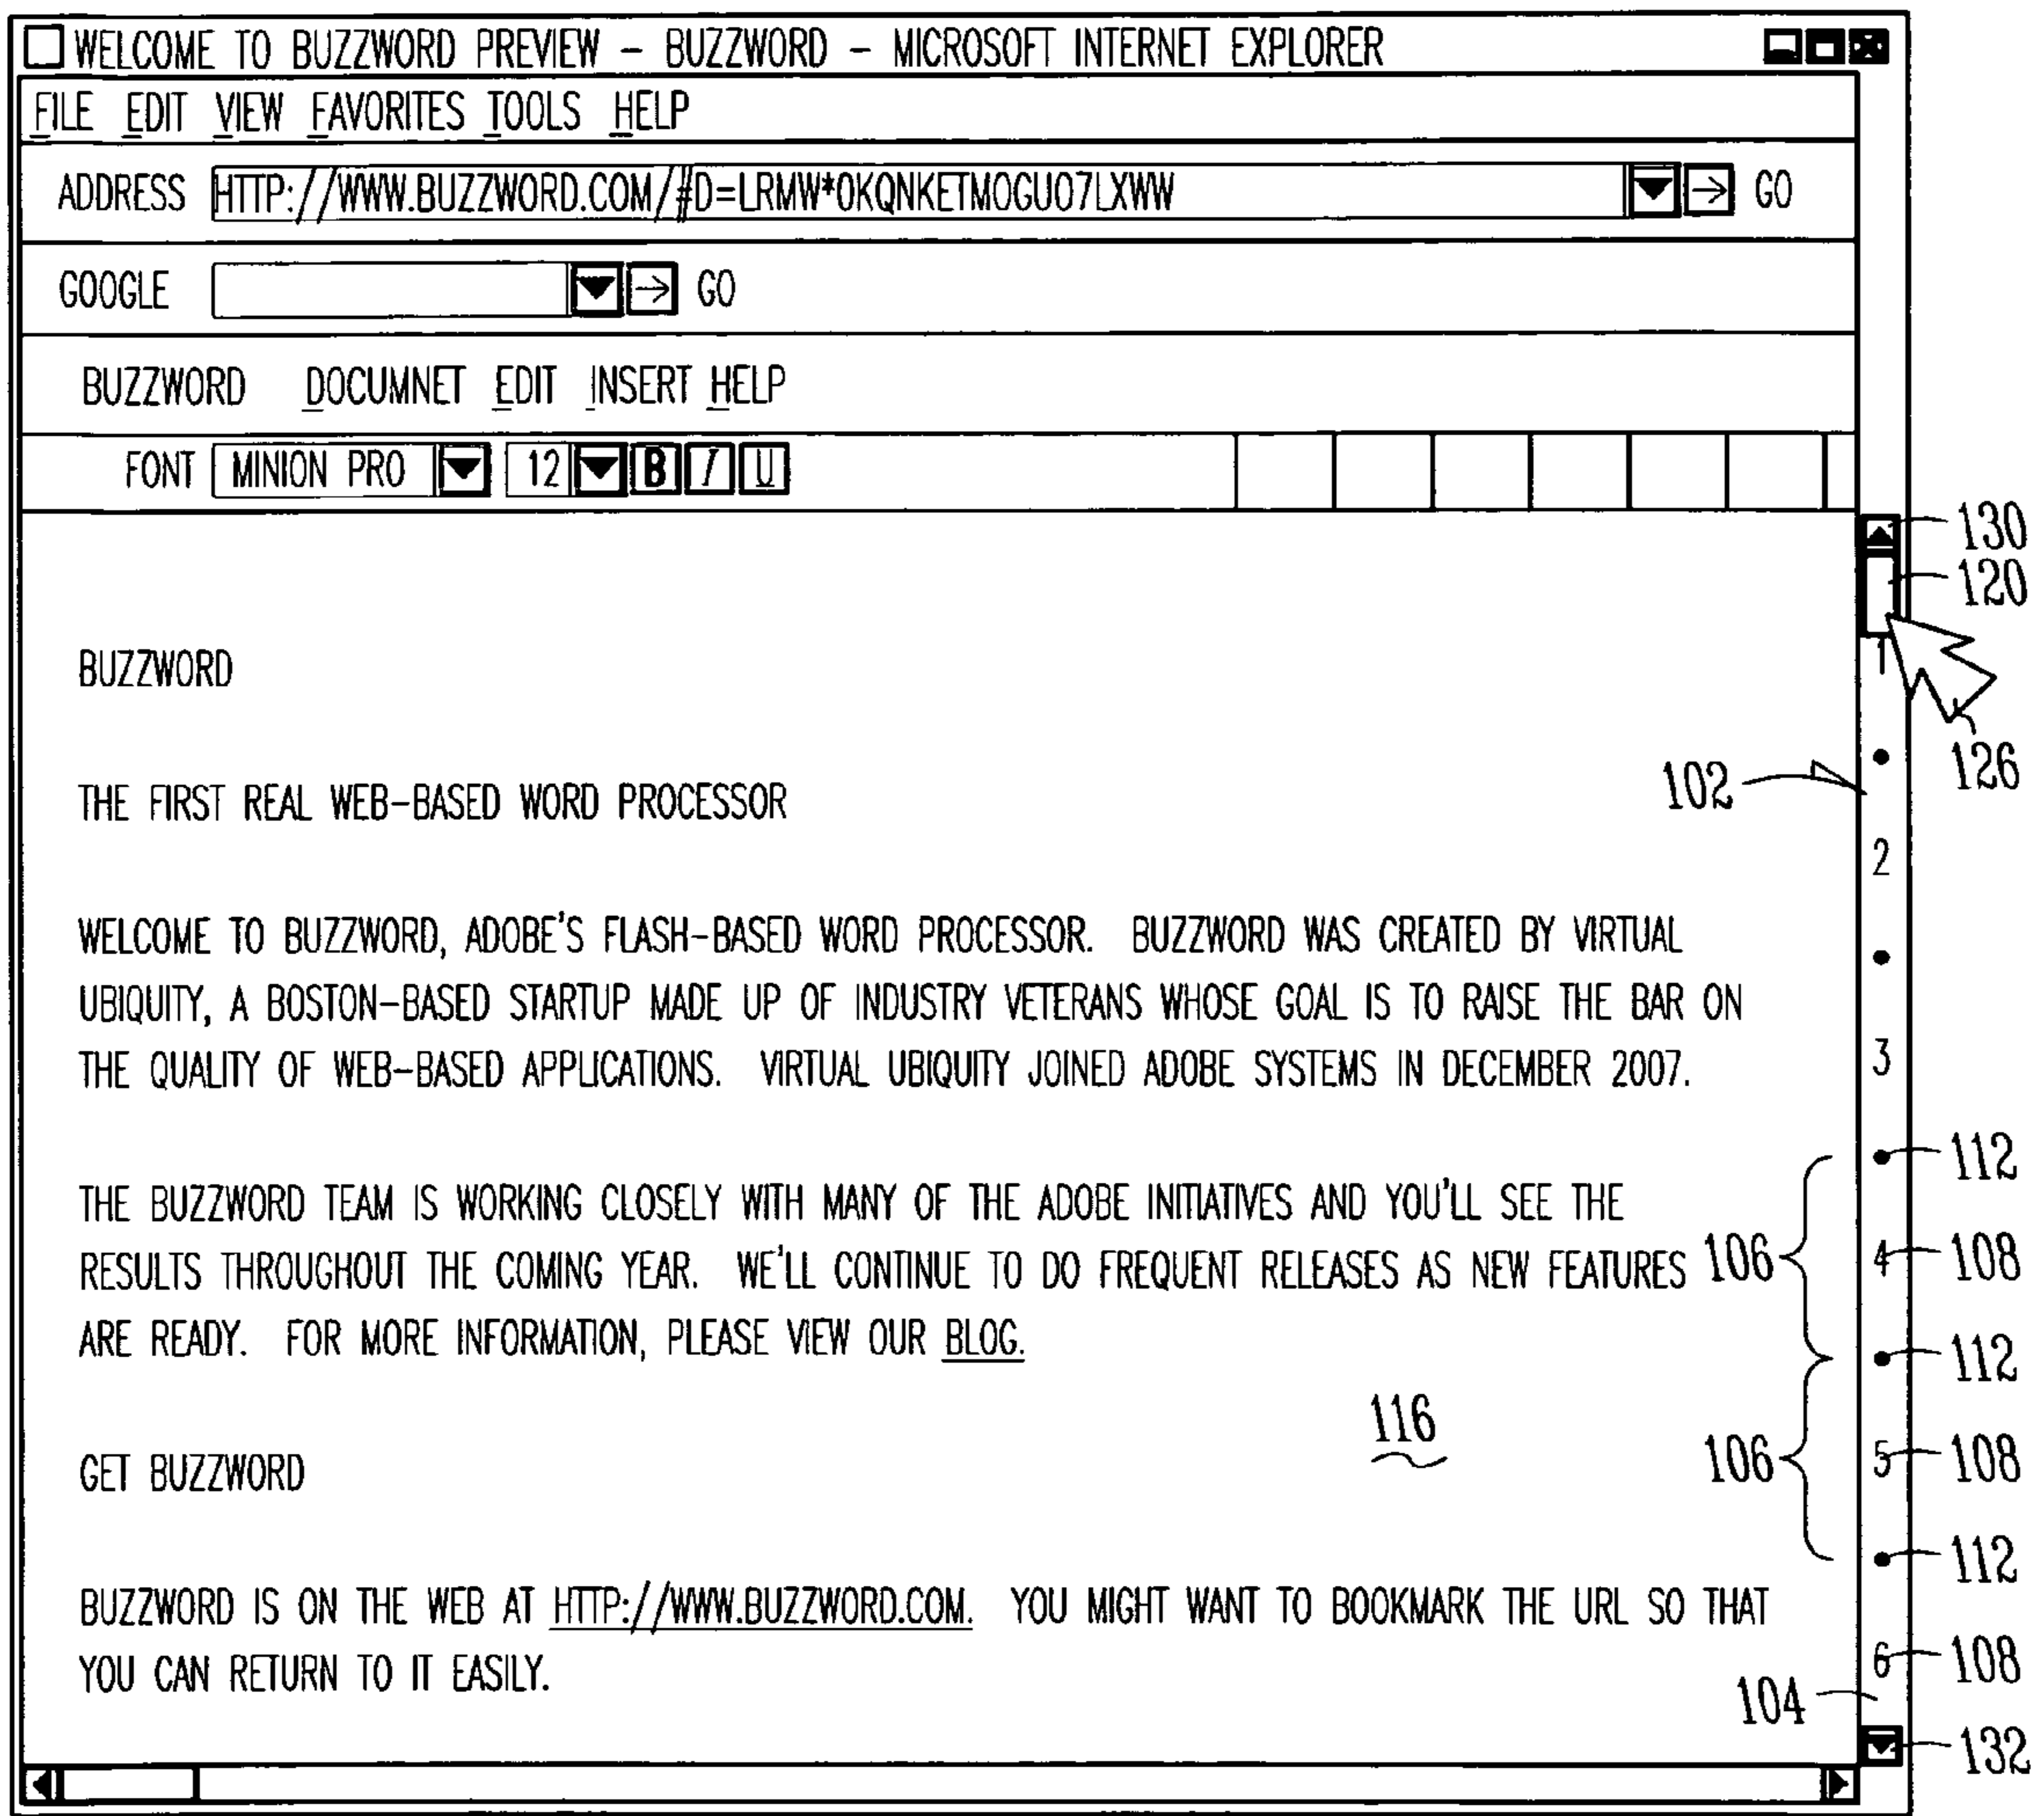 WELCOME TO BUZZWORD PREVIEW – BUZZWORD – MICROSOFT INTERNET EXPLORER
FILE EDIT VIEW FAVORITES TOOLS HELP
ADDRESS HTTP://WWW.BUZZWORD.COM/#D=LRMW*OKQNKETMOGUO7LXWW GO
GOOGLE GO
BUZZWORD DOCUMNET EDIT INSERT HELP
FONT MINION PRO 12 B I U
130
120
BUZZWORD
1
126
THE FIRST REAL WEB-BASED WORD PROCESSOR
102
2
WELCOME TO BUZZWORD, ADOBE'S FLASH-BASED WORD PROCESSOR. BUZZWORD WAS CREATED BY VIRTUAL
UBIQUITY, A BOSTON-BASED STARTUP MADE UP OF INDUSTRY VETERANS WHOSE GOAL IS TO RAISE THE BAR ON
THE QUALITY OF WEB-BASED APPLICATIONS. VIRTUAL UBIQUITY JOINED ADOBE SYSTEMS IN DECEMBER 2007.
3
112
THE BUZZWORD TEAM IS WORKING CLOSELY WITH MANY OF THE ADOBE INITIATIVES AND YOU'LL SEE THE
RESULTS THROUGHOUT THE COMING YEAR. WE'LL CONTINUE TO DO FREQUENT RELEASES AS NEW FEATURES
106 4 108
ARE READY. FOR MORE INFORMATION, PLEASE VIEW OUR BLOG.
112
116
GET BUZZWORD
106 5 108
112
BUZZWORD IS ON THE WEB AT HTTP://WWW.BUZZWORD.COM. YOU MIGHT WANT TO BOOKMARK THE URL SO THAT
YOU CAN RETURN TO IT EASILY.
6 108
104
132